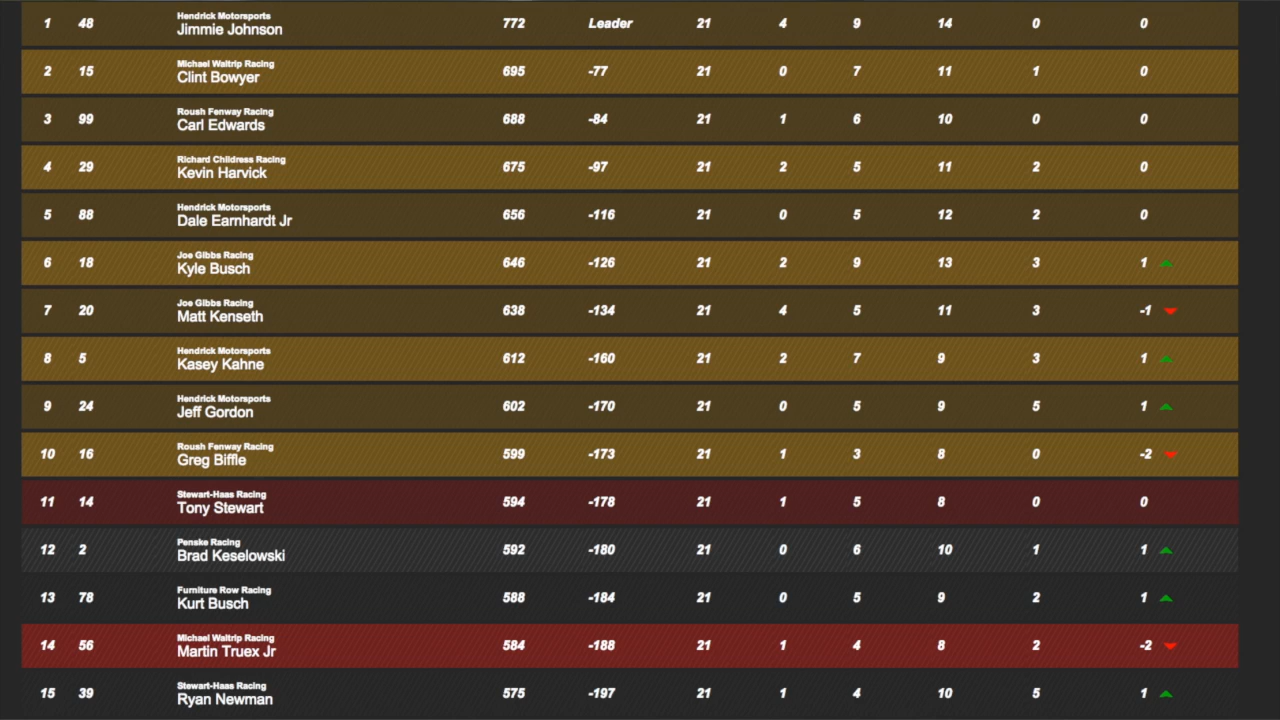 Hendrick Motorsports
1 48 Jimmie Johnson 772 Leader 21 4 9 14 0 0
Michael Waltrip Racing
2 15 Clint Bowyer 695 -77 21 0 7 11 1 0
Roush Fenway Racing
3 99 Carl Edwards 688 -84 21 1 6 10 0 0
Richard Childress Racing
4 29 Kevin Harvick 675 -97 21 2 5 11 2 0
Hendrick Motorsports
5 88 Dale Earnhardt Jr 656 -116 21 0 5 12 2 0
Joe Gibbs Racing
6 18 Kyle Busch 646 -126 21 2 9 13 3 1
Joe Gibbs Racing
7 20 Matt Kenseth 638 -134 21 4 5 11 3 -1
Hendrick Motorsports
8 5 Kasey Kahne 612 -160 21 2 7 9 3 1
Hendrick Motorsports
9 24 Jeff Gordon 602 -170 21 0 5 9 5 1
Roush Fenway Racing
10 16 Greg Biffle 599 -173 21 1 3 8 0 -2
Stewart-Haas Racing
11 14 Tony Stewart 594 -178 21 1 5 8 0 0
Penske Racing
12 2 Brad Keselowski 592 -180 21 0 6 10 1 1
Furniture Row Racing
13 78 Kurt Busch 588 -184 21 0 5 9 2 1
Michael Waltrip Racing
14 56 Martin Truex Jr 584 -188 21 1 4 8 2 -2
Stewart-Haas Racing
15 39 Ryan Newman 575 -197 21 1 4 10 5 1